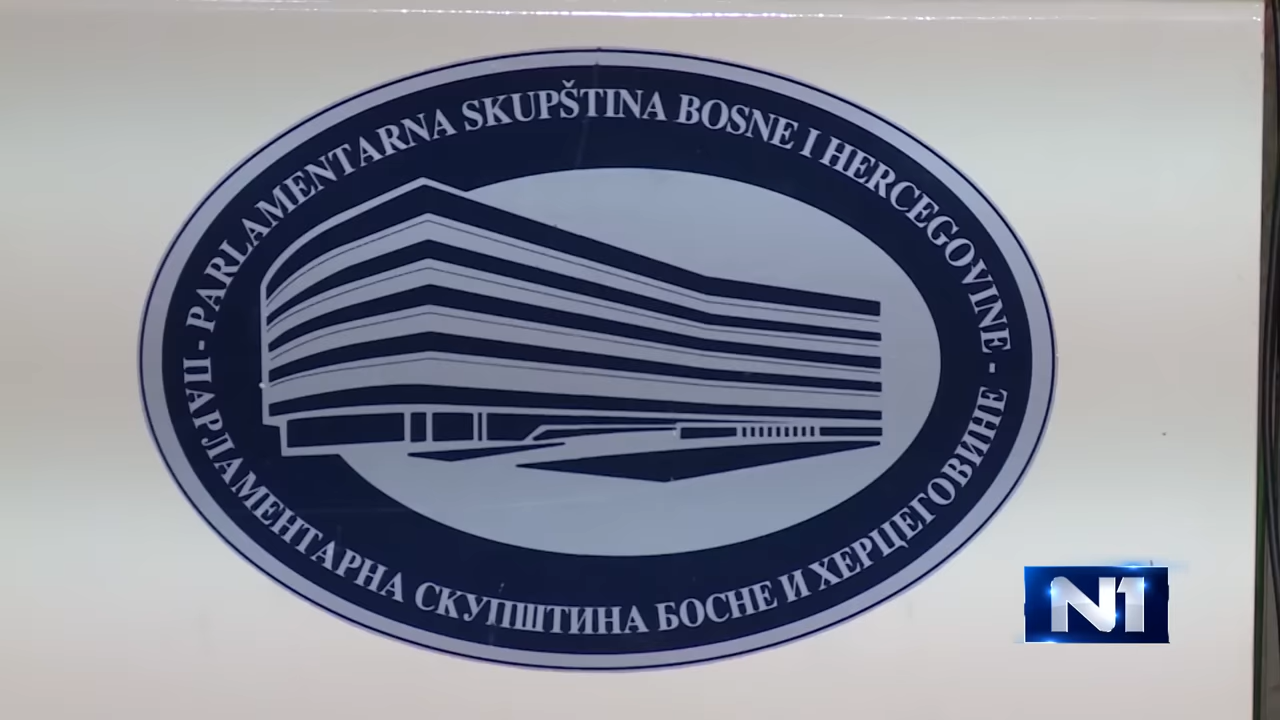 - PARLAMENTARNA SKUPŠTINA BOSNE I HERCEGOVINE -
ПАРЛАМЕНТАРНА СКУПШТИНА БОСНЕ И ХЕРЦЕГОВИНЕ
N1